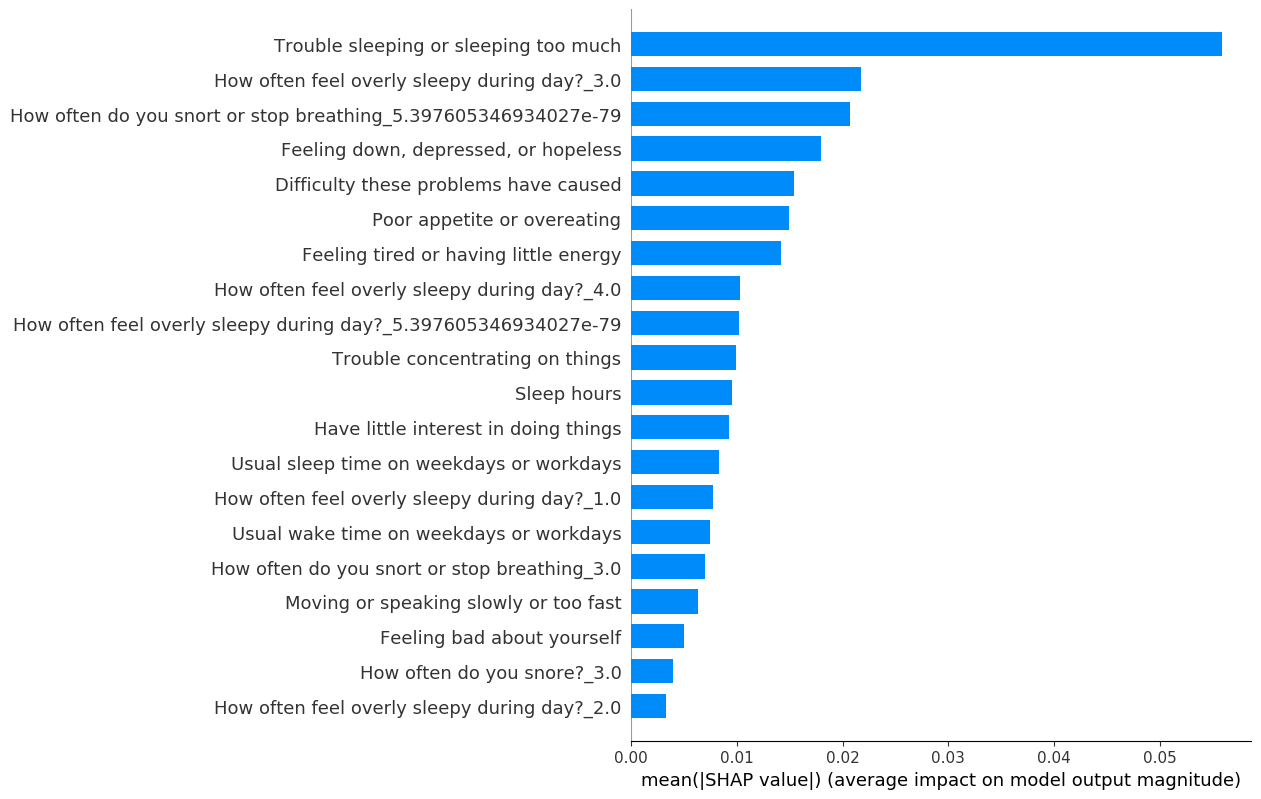 Trouble sleeping or sleeping too much
How often feel overly sleepy during day?_3.0
How often do you snort or stop breathing_5.397605346934027e-79
Feeling down, depressed, or hopeless
Difficulty these problems have caused
Poor appetite or overeating
Feeling tired or having little energy
How often feel overly sleepy during day?_4.0
How often feel overly sleepy during day?_5.397605346934027e-79
Trouble concentrating on things
Sleep hours
Have little interest in doing things
Usual sleep time on weekdays or workdays
How often feel overly sleepy during day?_1.0
Usual wake time on weekdays or workdays
How often do you snort or stop breathing_3.0
Moving or speaking slowly or too fast
Feeling bad about yourself
How often do you snore?_3.0
How often feel overly sleepy during day?_2.0
0.00 0.01 0.02 0.03 0.04 0.05
mean(|SHAP value|) (average impact on model output magnitude)